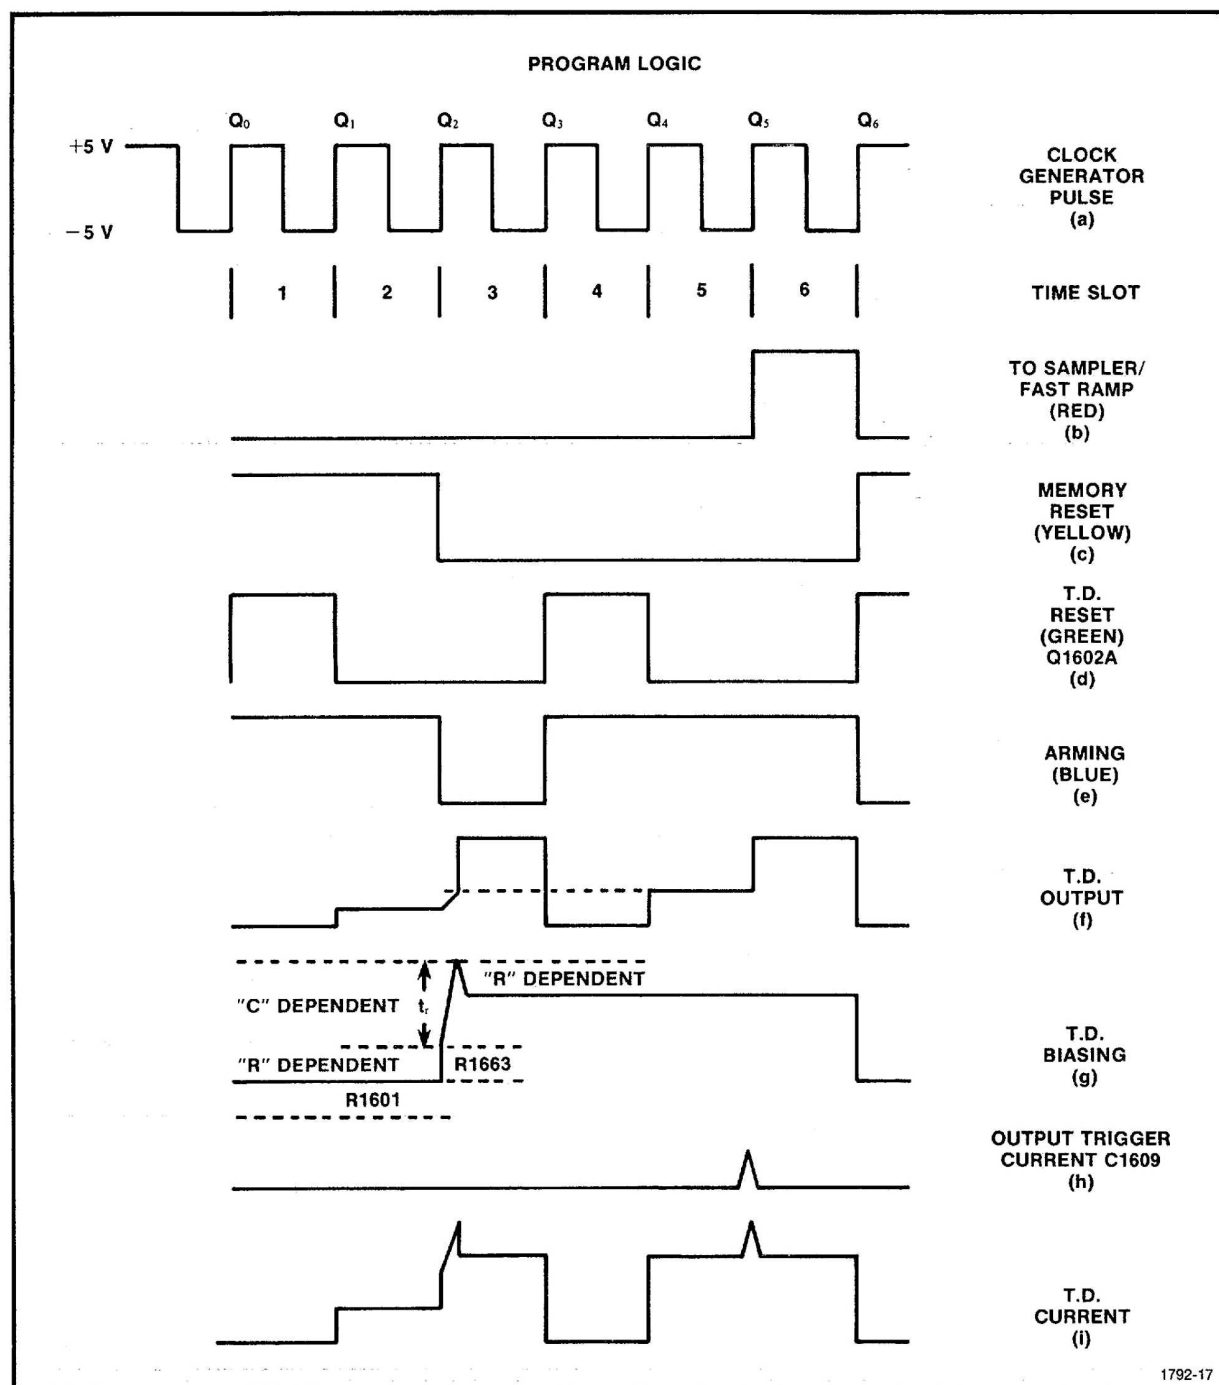 PROGRAM LOGIC
Q₀ Q₁ Q₂ Q₃ Q₄ Q₅ Q₆
+5 V
−5 V
CLOCK
GENERATOR
PULSE
(a)
1 2 3 4 5 6
TIME SLOT
TO SAMPLER/
FAST RAMP
(RED)
(b)
MEMORY
RESET
(YELLOW)
(c)
T.D.
RESET
(GREEN)
Q1602A
(d)
ARMING
(BLUE)
(e)
T.D.
OUTPUT
(f)
"R" DEPENDENT
"C" DEPENDENT
tᵣ
"R" DEPENDENT
R1663
R1601
T.D.
BIASING
(g)
OUTPUT TRIGGER
CURRENT C1609
(h)
T.D.
CURRENT
(i)
1792-17